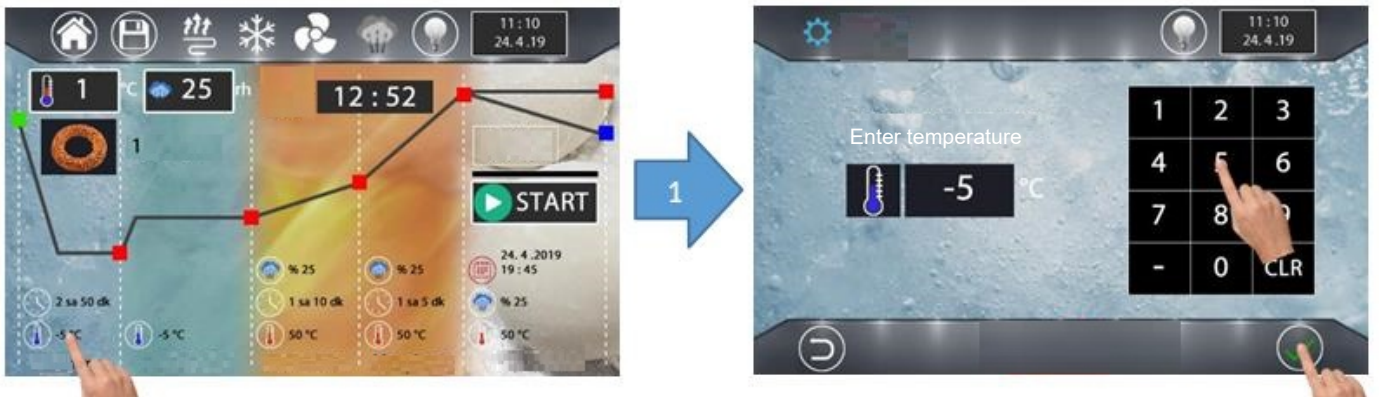 11 : 10
24 . 4 .19
1 °C
25 rh
12 : 52
1
START
24. 4 .2019
19 : 45
% 25
% 25
% 25
2 sa 50 dk
1 sa 10 dk
1 sa 5 dk
-5 °C
-5 °C
50 °C
50 °C
50 °C
1
11 : 10
24. 4 .19
Enter temperature
-5 °C
1 2 3
4 5 6
7 8 9
- 0 CLR